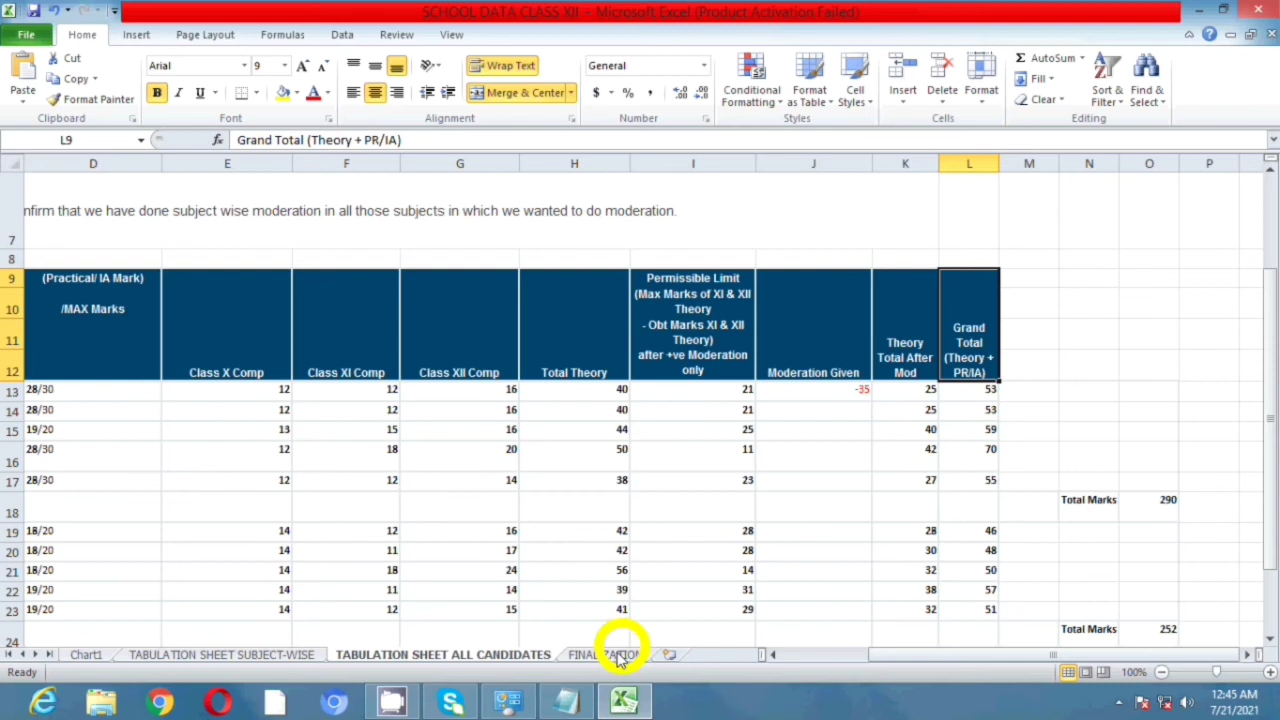 SCHOOL DATA CLASS XII - Microsoft Excel (Product Activation Failed)
File Home Insert Page Layout Formulas Data Review View
Paste
Cut
Copy
Format Painter
Clipboard
Arial 9
B I U
Font
Wrap Text
Merge & Center
Alignment
General
$ % ,
Number
Conditional Formatting
Format as Table
Cell Styles
Styles
Insert Delete Format
Cells
AutoSum
Fill
Clear
Sort & Filter
Find & Select
Editing
L9 fx Grand Total (Theory + PR/IA)
D E F G H I J K L M N O P
7 nfirm that we have done subject wise moderation in all those subjects in which we wanted to do moderation.
8
9
10
11
12
(Practical/ IA Mark)
/MAX Marks
Class X Comp
Class XI Comp
Class XII Comp
Total Theory
Permissible Limit
(Max Marks of XI & XII
Theory
- Obt Marks XI & XII
Theory)
after +ve Moderation
only
Moderation Given
Theory
Total After
Mod
Grand
Total
(Theory +
PR/IA)
13 28/30 12 12 16 40 21 -35 25 53
14 28/30 12 12 16 40 21 25 53
15 19/20 13 15 16 44 25 40 59
16 28/30 12 18 20 50 11 42 70
17 28/30 12 12 14 38 23 27 55
18 Total Marks 290
19 18/20 14 12 16 42 28 28 46
20 18/20 14 11 17 42 28 30 48
21 18/20 14 18 24 56 14 32 50
22 19/20 14 11 14 39 31 38 57
23 19/20 14 12 15 41 29 32 51
24 Total Marks 252
Chart1 TABULATION SHEET SUBJECT-WISE TABULATION SHEET ALL CANDIDATES FINALIZATION
Ready 100%
12:45 AM
7/21/2021